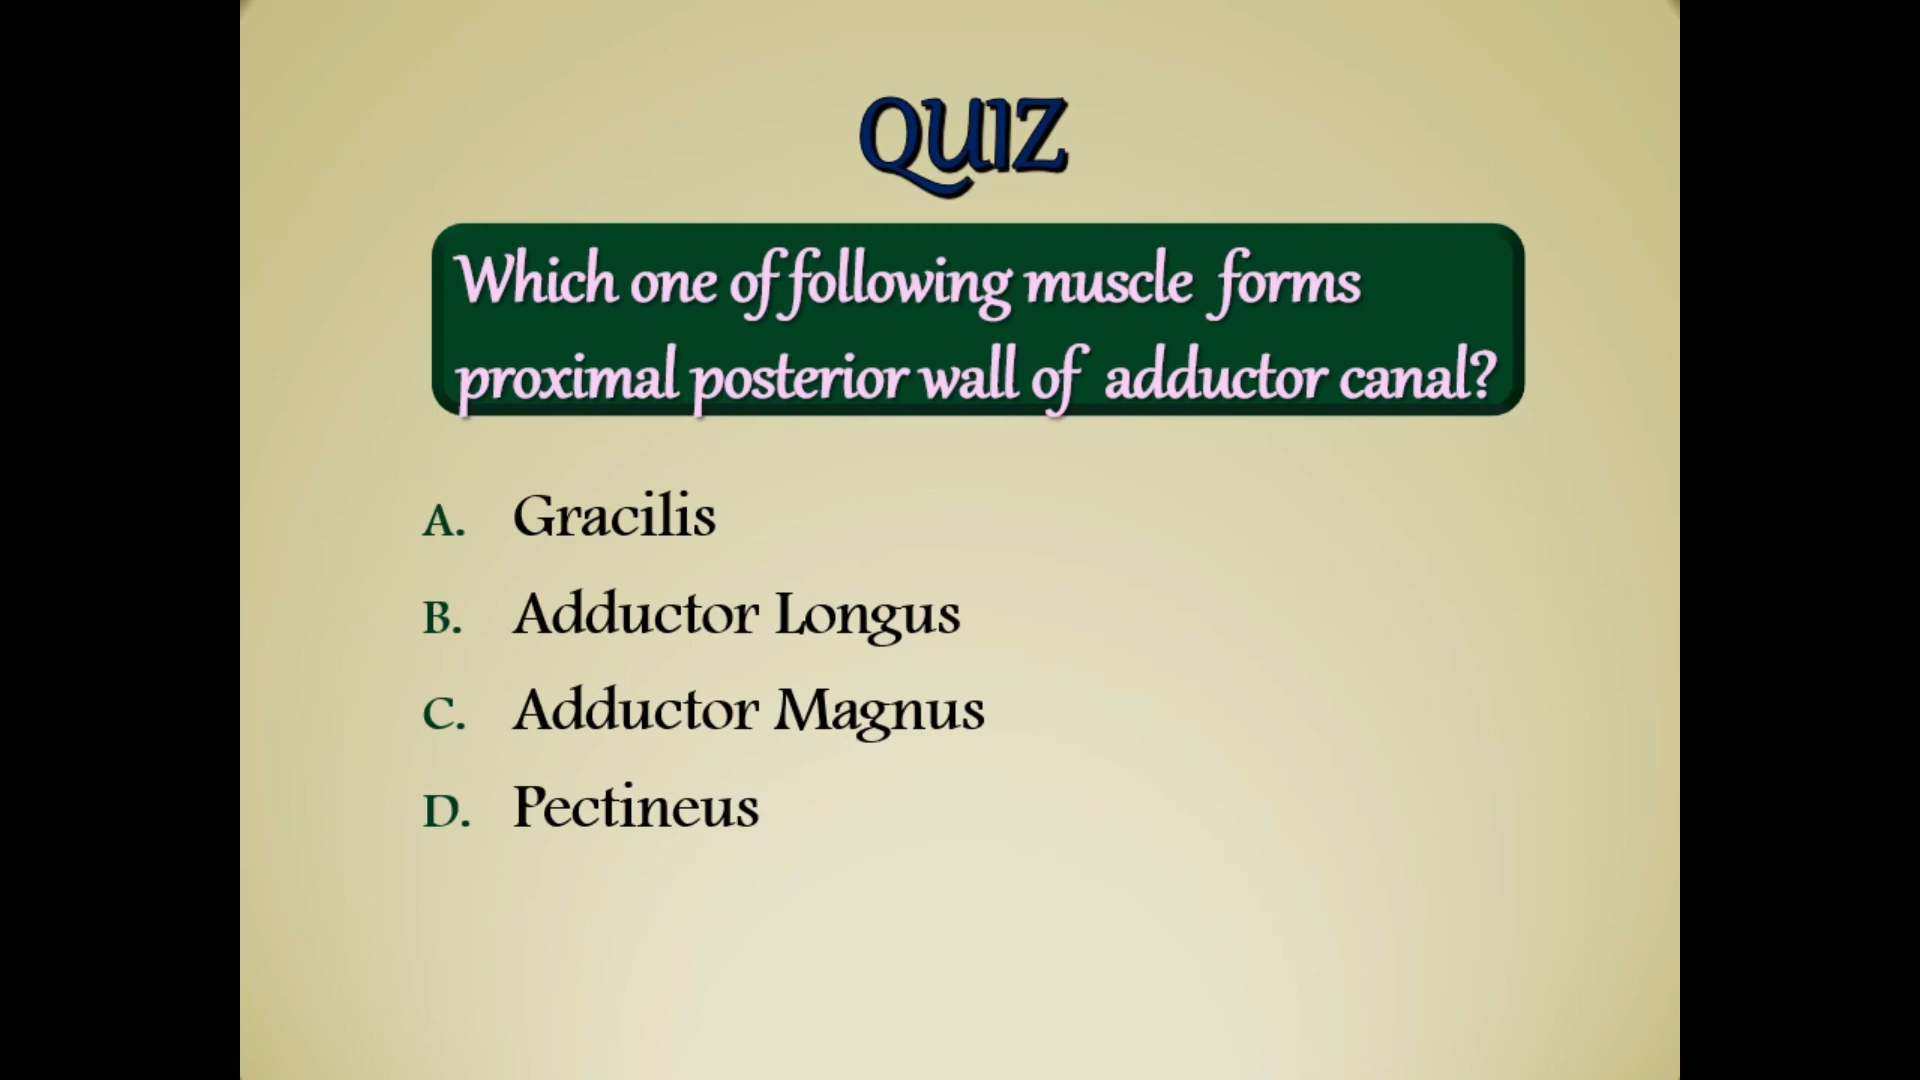 QUIZ
Which one of following muscle forms
proximal posterior wall of adductor canal?
A. Gracilis
B. Adductor Longus
C. Adductor Magnus
D. Pectineus